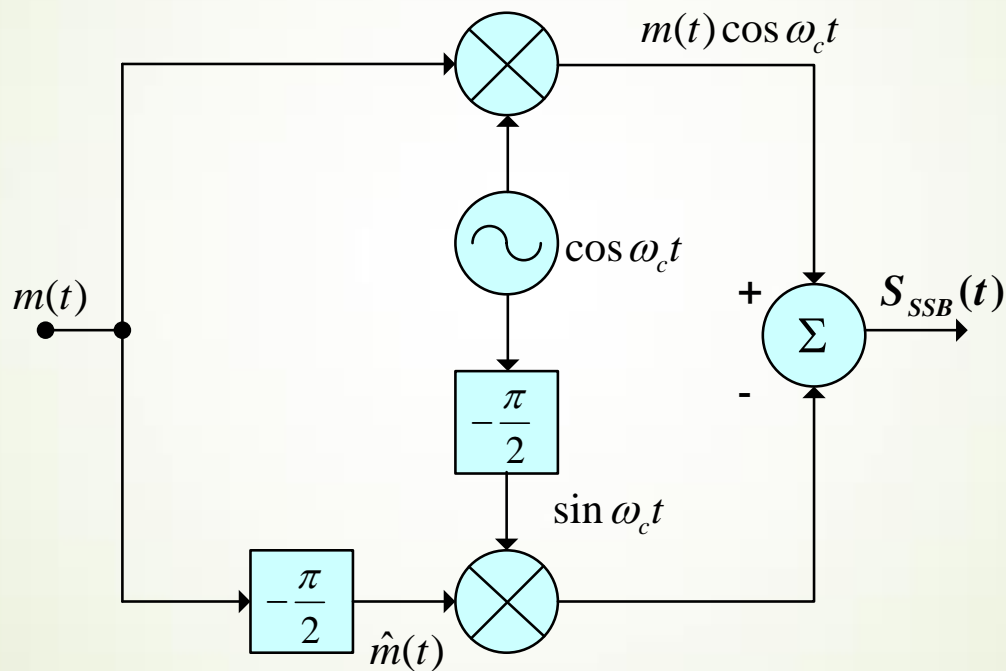 m(t) cos ω_c t
cos ω_c t
m(t)
+
S_SSB(t)
Σ
-
-π/2
sin ω_c t
-π/2
m̂(t)